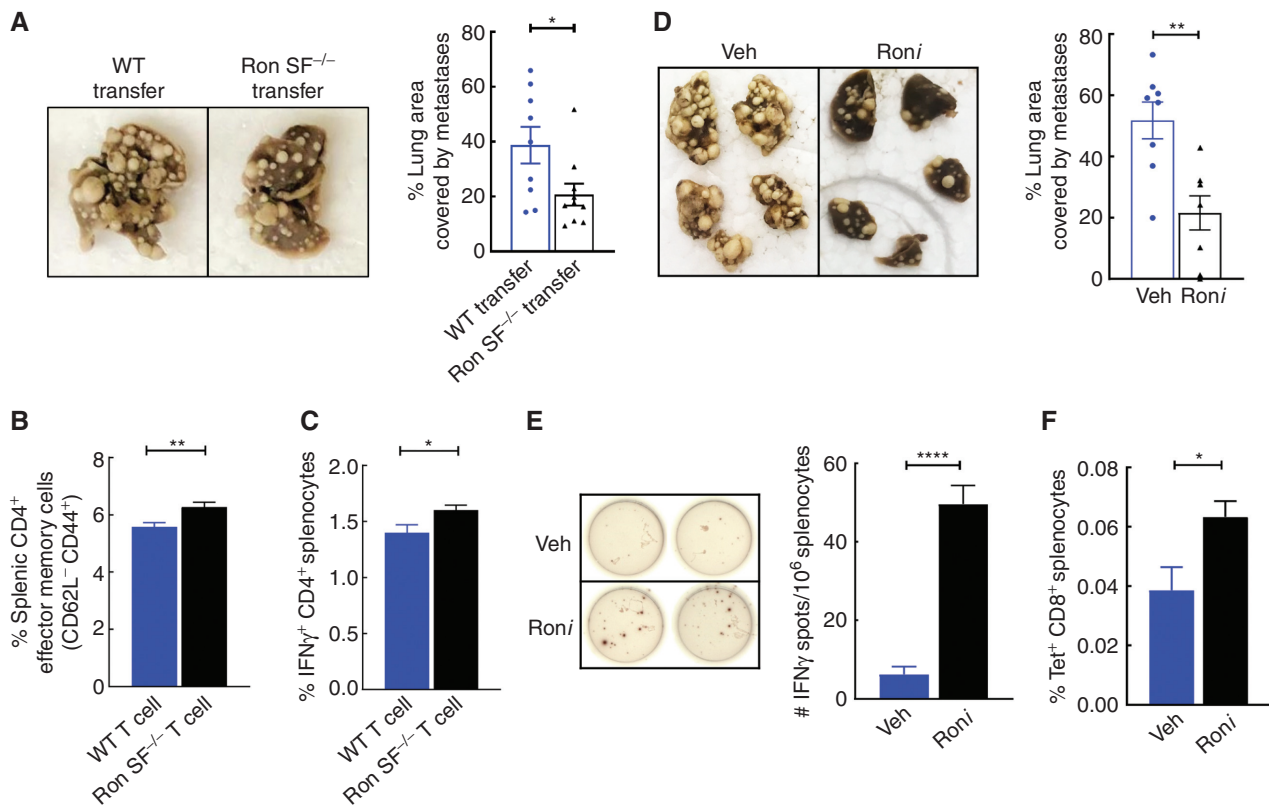 A
WT
transfer
Ron SF⁻/⁻
transfer
% Lung area
covered by metastases
80
60
40
20
0
*
WT transfer
Ron SF⁻/⁻ transfer
D
Veh
Roni
% Lung area
covered by metastases
80
60
40
20
0
**
Veh
Roni
B
% Splenic CD4⁺
effector memory cells
(CD62L⁻ CD44⁺)
8
6
4
2
0
**
WT T cell
Ron SF⁻/⁻ T cell
C
% IFNγ⁺ CD4⁺ splenocytes
2.0
1.5
1.0
0.5
0.0
*
WT T cell
Ron SF⁻/⁻ T cell
E
Veh
Roni
# IFNγ spots/10⁶ splenocytes
60
40
20
0
****
Veh
Roni
F
% Tet⁺ CD8⁺ splenocytes
0.08
0.06
0.04
0.02
0.00
*
Veh
Roni